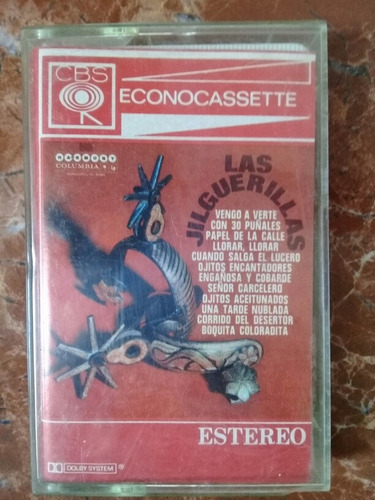 CBS
ECONOCASSETTE
HARMONY
COLUMBIA
LAS
JILGUERILLAS
VENGO A VERTE
CON 30 PUÑALES
PAPEL DE LA CALLE
LLORAR, LLORAR
CUANDO SALGA EL LUCERO
OJITOS ENCANTADORES
ENGAÑOSA Y COBARDE
SEÑOR CARCELERO
OJITOS ACEITUNADOS
UNA TARDE NUBLADA
CORRIDO DEL DESERTOR
BOQUITA COLORADITA
ESTEREO
DOLBY SYSTEM ®